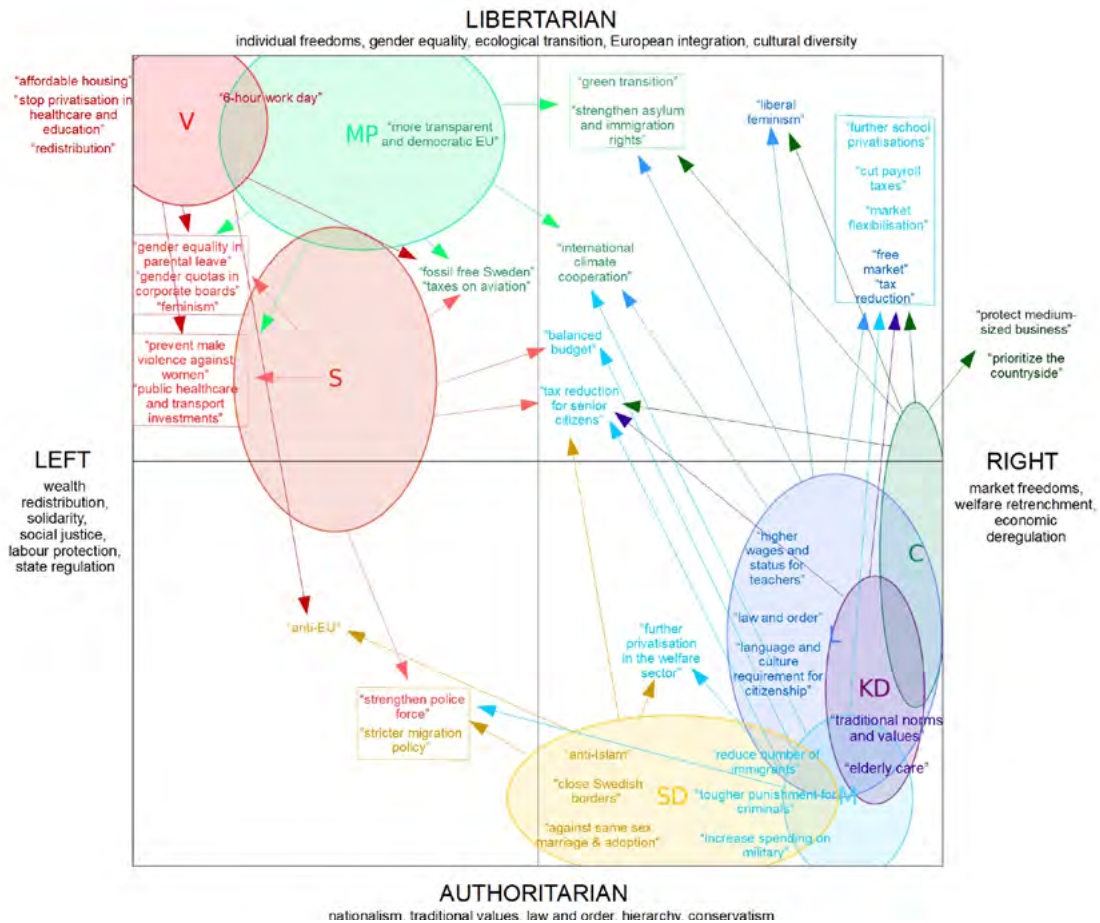 LIBERTARIAN
individual freedoms, gender equality, ecological transition, European integration, cultural diversity
"affordable housing"
"stop privatisation in
healthcare and
education"
"redistribution"
V
"6-hour work day"
MP
"more transparent
and democratic EU"
"green transition"
"strengthen asylum
and immigration
rights"
"liberal
feminism"
"further school
privatisations"
"cut payroll
taxes"
"market
flexibilisation"
"free
market"
"tax
reduction"
"gender equality in
parental leave"
"gender quotas in
corporate boards"
"feminism"
"fossil free Sweden"
"taxes on aviation"
"international
climate
cooperation"
"protect medium-
sized business"
"prioritize the
countryside"
"prevent male
violence against
women"
"public healthcare
and transport
investments"
S
"balanced
budget"
"tax reduction
for senior
citizens"
LEFT
wealth
redistribution,
solidarity,
social justice,
labour protection,
state regulation
RIGHT
market freedoms,
welfare retrenchment,
economic
deregulation
C
"higher
wages and
status for
teachers"
"law and order"
L
"language and
culture
requirement for
citizenship"
KD
"traditional norms
and values"
"elderly care"
"anti-EU"
"further
privatisation
in the welfare
sector"
"strengthen police
force"
"stricter migration
policy"
"anti-Islam"
"close Swedish
borders"
"against same sex
marriage & adoption"
SD
"reduce number of
immigrants"
"tougher punishment for
criminals"
M
"increase spending on
military"
AUTHORITARIAN
nationalism, traditional values, law and order, hierarchy, conservatism